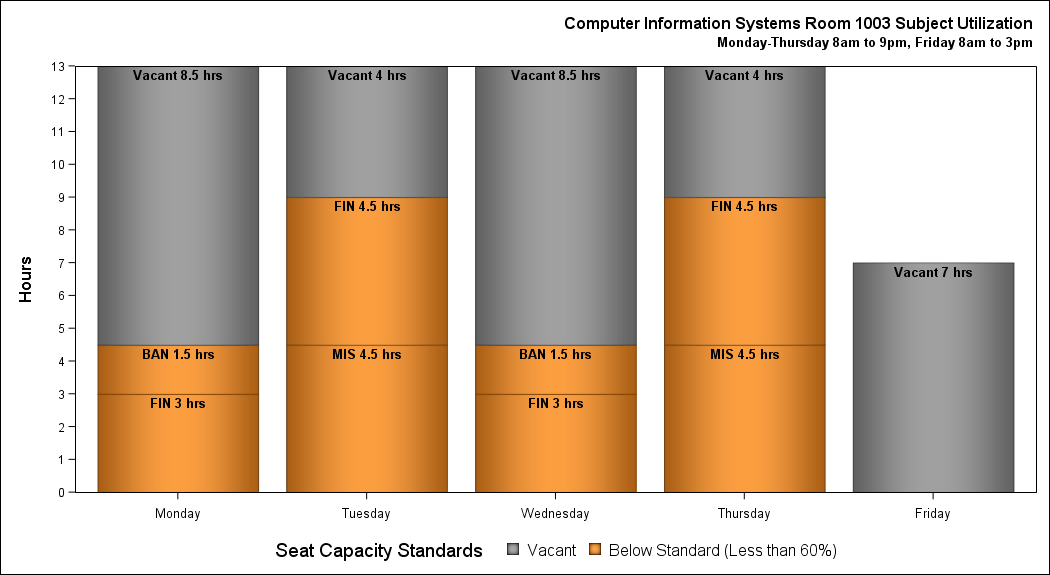 Computer Information Systems Room 1003 Subject Utilization
Monday-Thursday 8am to 9pm, Friday 8am to 3pm
Hours
13
12
11
10
9
8
7
6
5
4
3
2
1
0
Vacant 8.5 hrs
BAN 1.5 hrs
FIN 3 hrs
Vacant 4 hrs
FIN 4.5 hrs
MIS 4.5 hrs
Vacant 8.5 hrs
BAN 1.5 hrs
FIN 3 hrs
Vacant 4 hrs
FIN 4.5 hrs
MIS 4.5 hrs
Vacant 7 hrs
Monday Tuesday Wednesday Thursday Friday
Seat Capacity Standards Vacant Below Standard (Less than 60%)